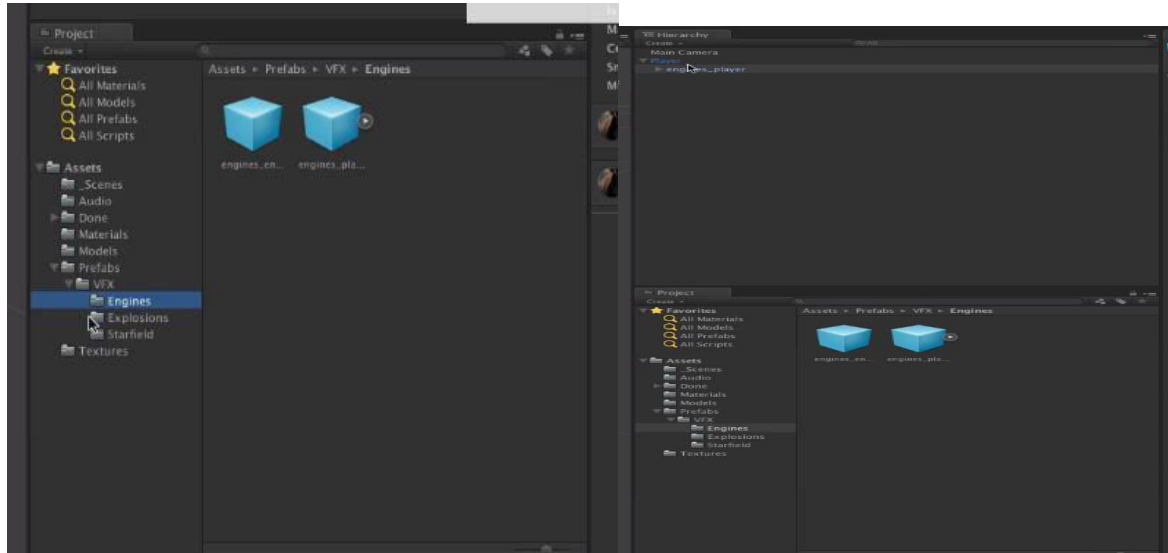 Project
Create
Favorites
All Materials
All Models
All Prefabs
All Scripts
Assets
_Scenes
Audio
Done
Materials
Models
Prefabs
VFX
Engines
Explosions
Starfield
Textures
Assets ▸ Prefabs ▸ VFX ▸ Engines
engines_en...
engines_pla...
Hierarchy
Create
Main Camera
Player
engines_player
Project
Create
Favorites
All Materials
All Models
All Prefabs
All Scripts
Assets
_Scenes
Audio
Done
Materials
Models
Prefabs
VFX
Engines
Explosions
Starfield
Textures
Assets ▸ Prefabs ▸ VFX ▸ Engines
engines_en...
engines_pla...